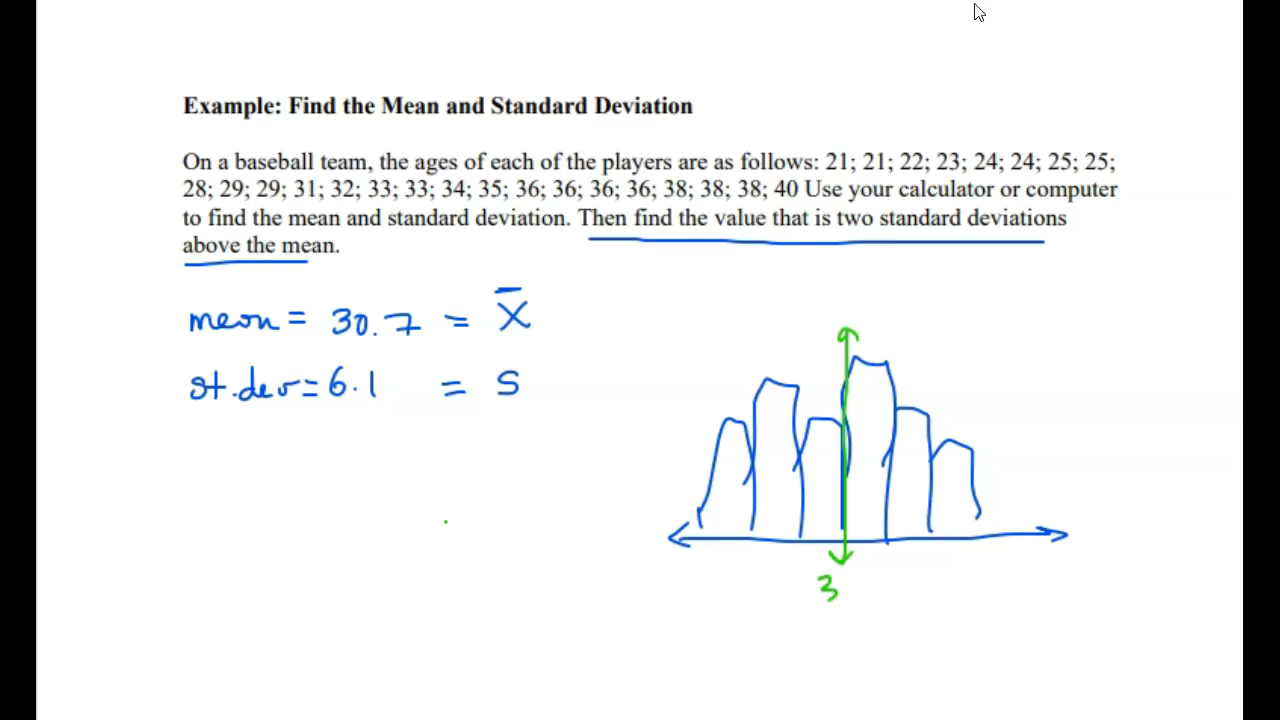 Example: Find the Mean and Standard Deviation
On a baseball team, the ages of each of the players are as follows: 21; 21; 22; 23; 24; 24; 25; 25;
28; 29; 29; 31; 32; 33; 33; 34; 35; 36; 36; 36; 36; 38; 38; 38; 40 Use your calculator or computer
to find the mean and standard deviation. Then find the value that is two standard deviations
above the mean.
mean = 30.7 = X̄
st.dev = 6.1 = S
3